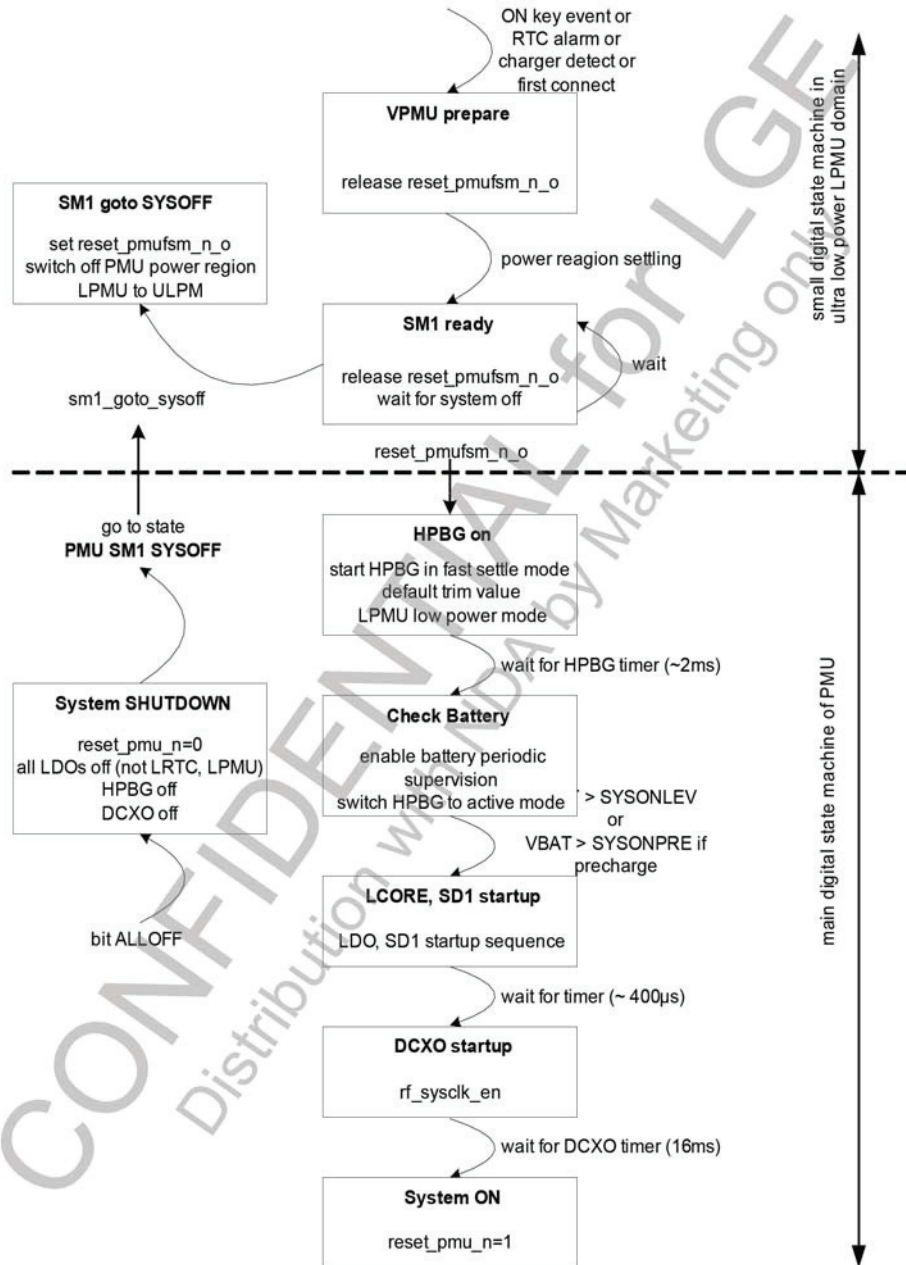 ON key event or
RTC alarm or
charger detect or
first connect
VPMU prepare
release reset_pmufsm_n_o
SM1 goto SYSOFF
set reset_pmufsm_n_o
switch off PMU power region
LPMU to ULPM
power reagion settling
SM1 ready
release reset_pmufsm_n_o
wait for system off
wait
small digital state machine in
ultra low power LPMU domain
sm1_goto_sysoff
reset_pmufsm_n_o
go to state
PMU SM1 SYSOFF
HPBG on
start HPBG in fast settle mode
default trim value
LPMU low power mode
wait for HPBG timer (~2ms)
System SHUTDOWN
reset_pmu_n=0
all LDOs off (not LRTC, LPMU)
HPBG off
DCXO off
Check Battery
enable battery periodic
supervision
switch HPBG to active mode
> SYSONLEV
or
VBAT > SYSONPRE if
precharge
bit ALLOFF
LCORE, SD1 startup
LDO, SD1 startup sequence
wait for timer (~ 400µs)
DCXO startup
rf_sysclk_en
wait for DCXO timer (16ms)
System ON
reset_pmu_n=1
main digital state machine of PMU
CONFIDENTIAL for LGE
Distribution with NDA by Marketing only